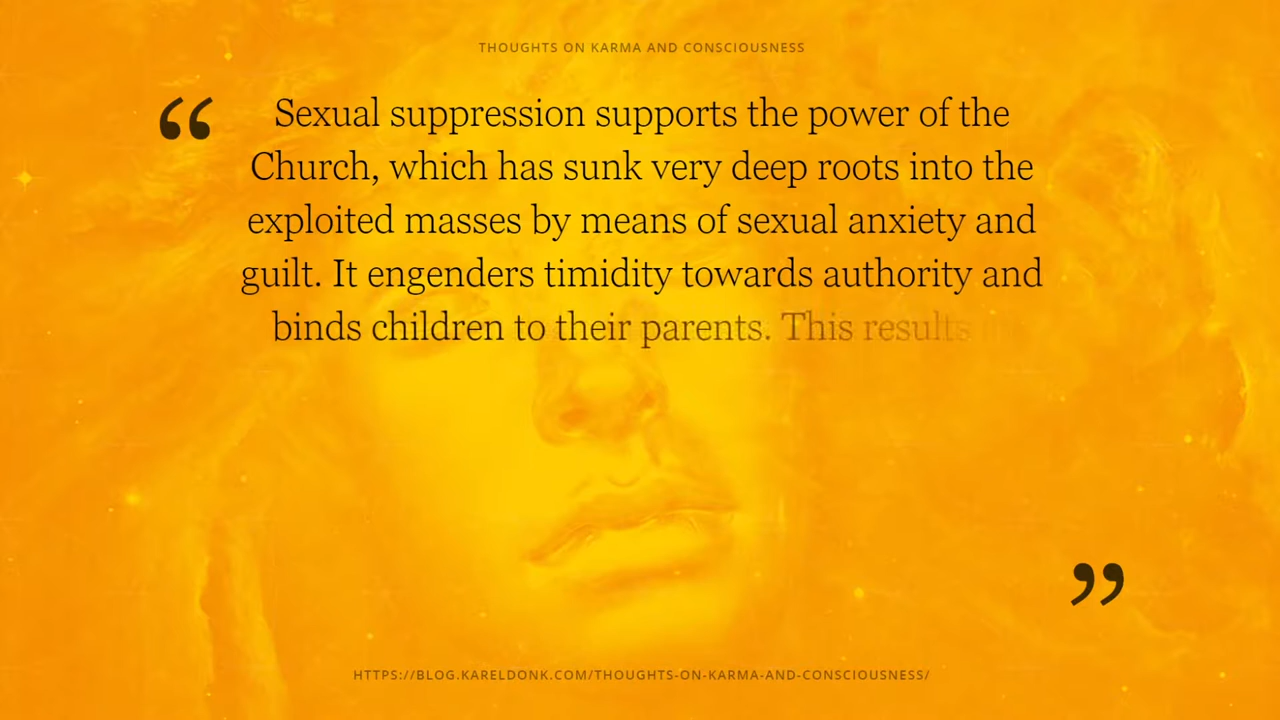 THOUGHTS ON KARMA AND CONSCIOUSNESS
“ Sexual suppression supports the power of the
Church, which has sunk very deep roots into the
exploited masses by means of sexual anxiety and
guilt. It engenders timidity towards authority and
binds children to their parents. This results
”
HTTPS://BLOG.KARELDONK.COM/THOUGHTS-ON-KARMA-AND-CONSCIOUSNESS/